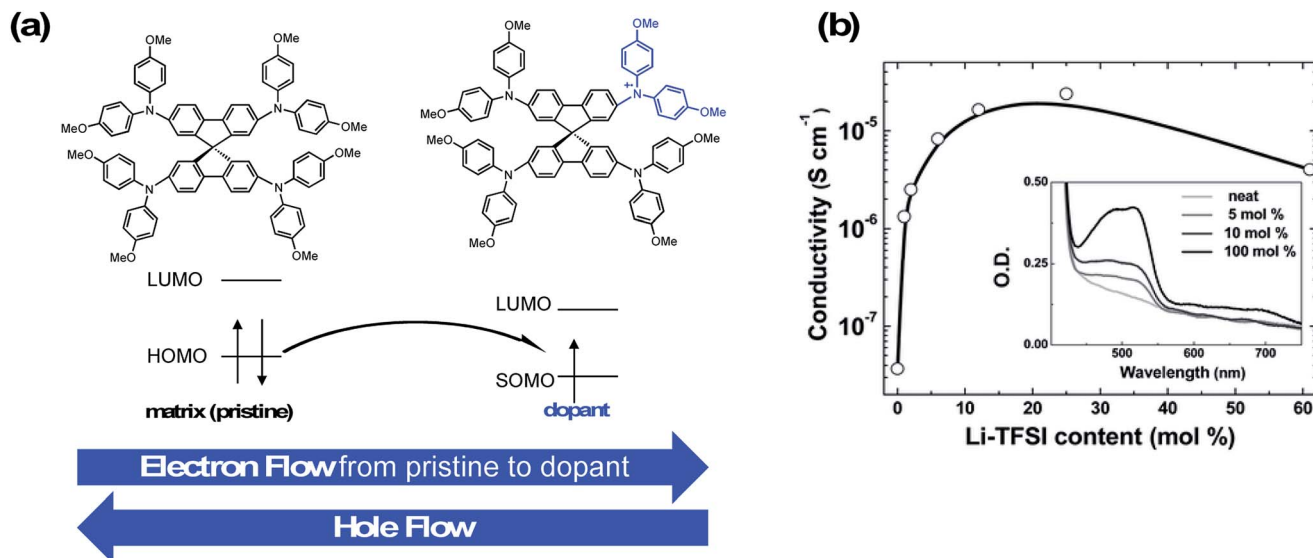 (a)
OMe
OMe
MeO
N
N
OMe
MeO
OMe
N
N
MeO
OMe
OMe
OMe
MeO
N
N
+•
OMe
MeO
OMe
N
N
MeO
OMe
LUMO
HOMO
matrix (pristine)
LUMO
SOMO
dopant
Electron Flow from pristine to dopant
Hole Flow
(b)
Conductivity (S cm⁻¹)
10⁻⁵
10⁻⁶
10⁻⁷
0
10
20
30
40
50
60
Li-TFSI content (mol %)
O.D.
0.50
0.25
0.00
neat
5 mol %
10 mol %
100 mol %
500
600
700
Wavelength (nm)